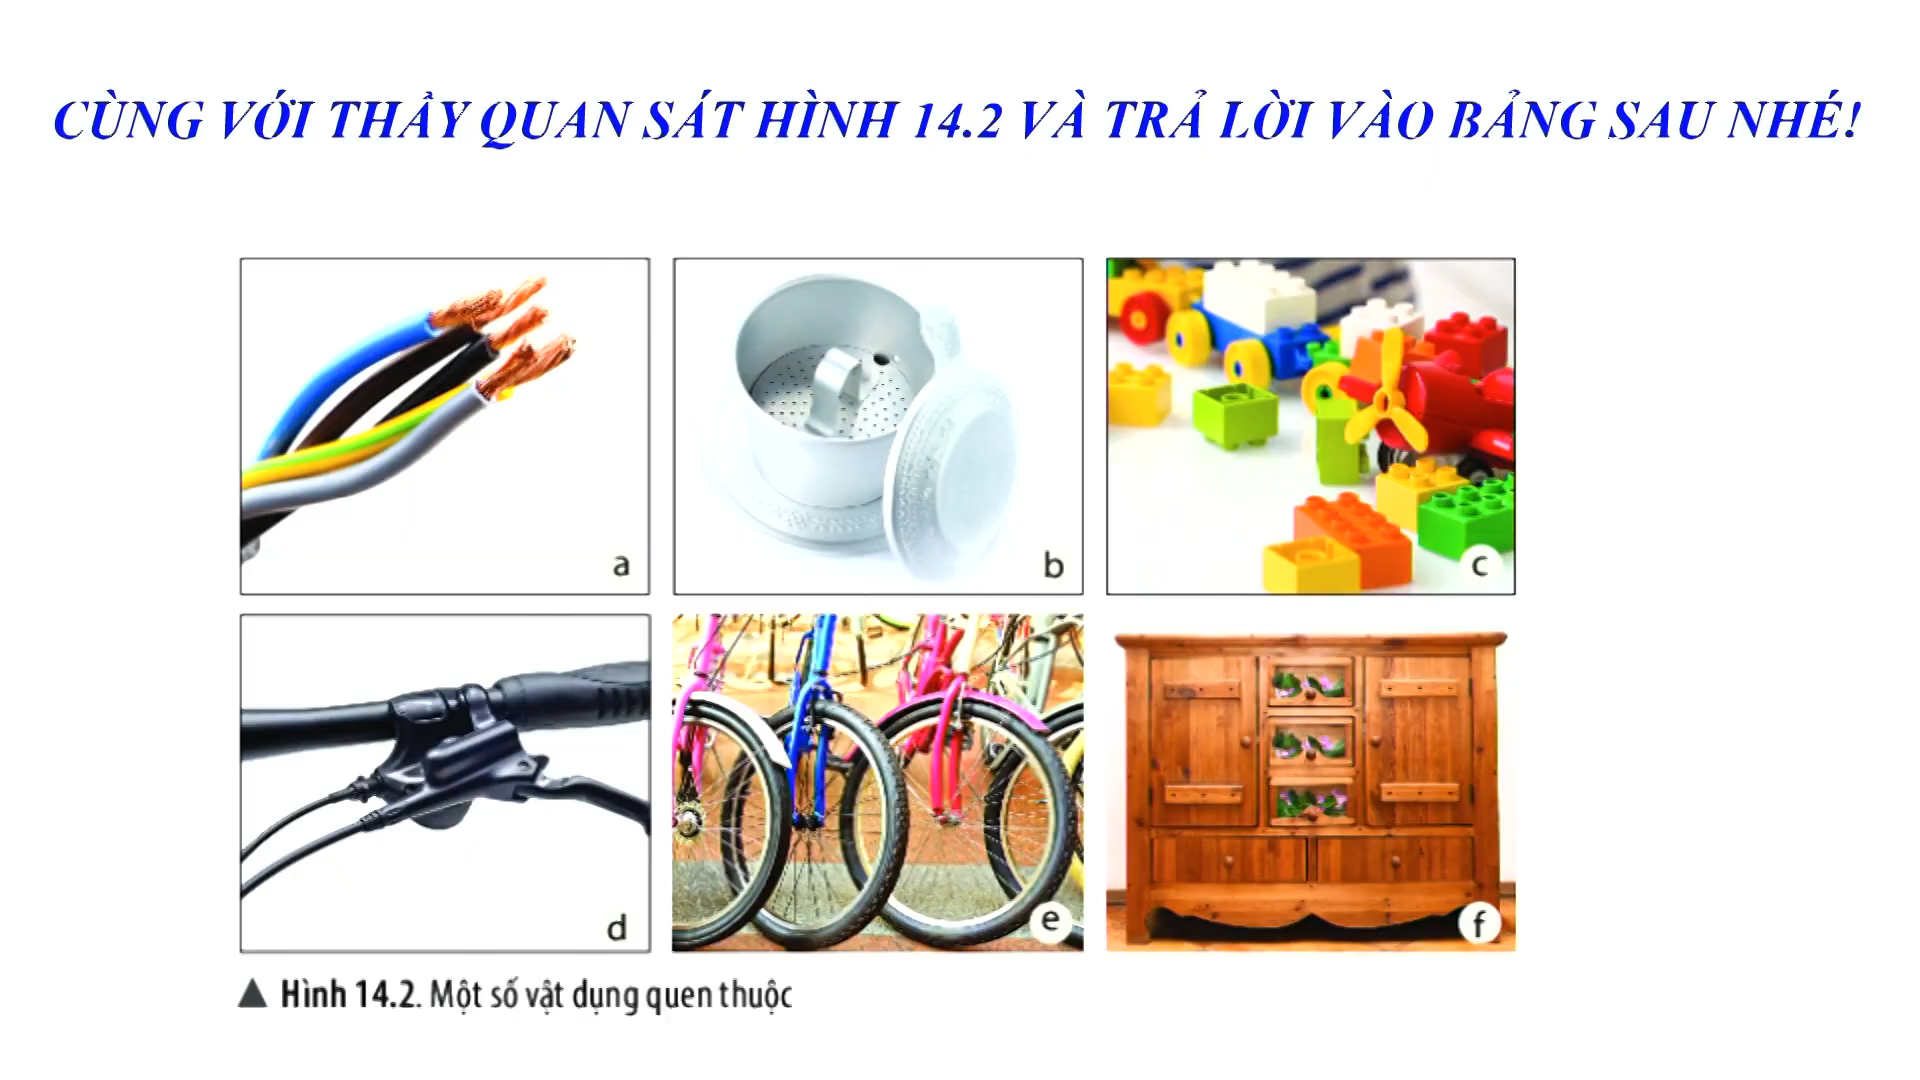 CÙNG VỚI THẦY QUAN SÁT HÌNH 14.2 VÀ TRẢ LỜI VÀO BẢNG SAU NHÉ!
a
b
c
d
e
f
▲ Hình 14.2. Một số vật dụng quen thuộc